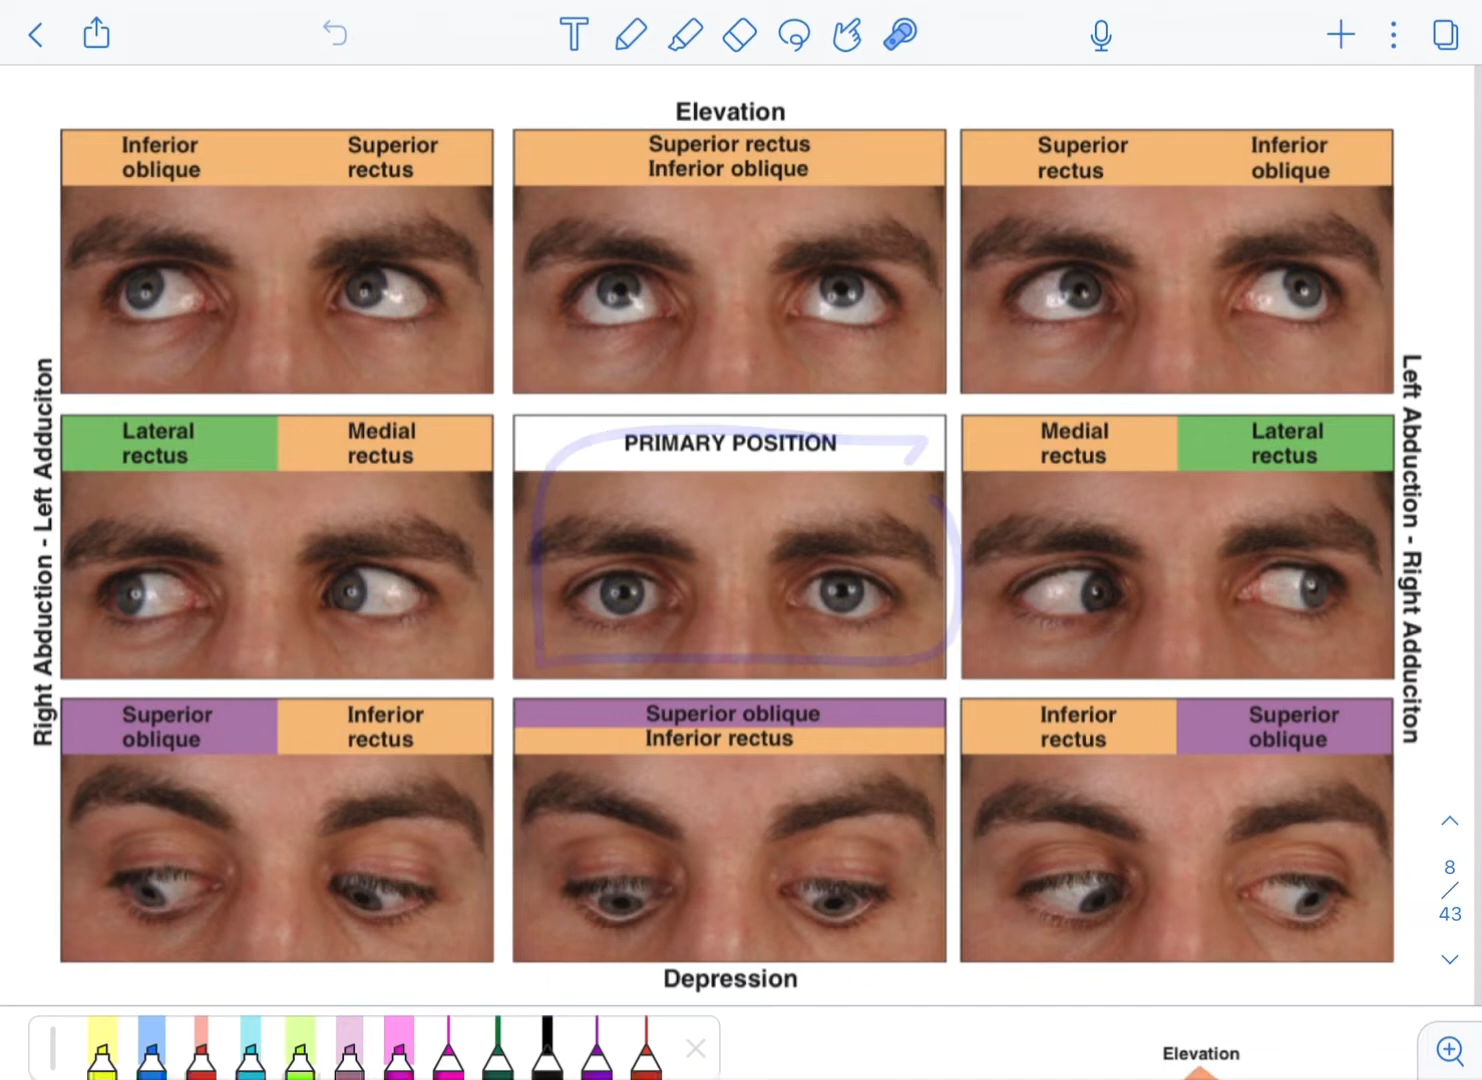 Elevation
Inferior
oblique
Superior
rectus
Superior rectus
Inferior oblique
Superior
rectus
Inferior
oblique
Right Abduction - Left Adduciton
Lateral
rectus
Medial
rectus
PRIMARY POSITION
Medial
rectus
Lateral
rectus
Left Abduction - Right Adduciton
Superior
oblique
Inferior
rectus
Superior oblique
Inferior rectus
Inferior
rectus
Superior
oblique
Depression
8
/
43
Elevation